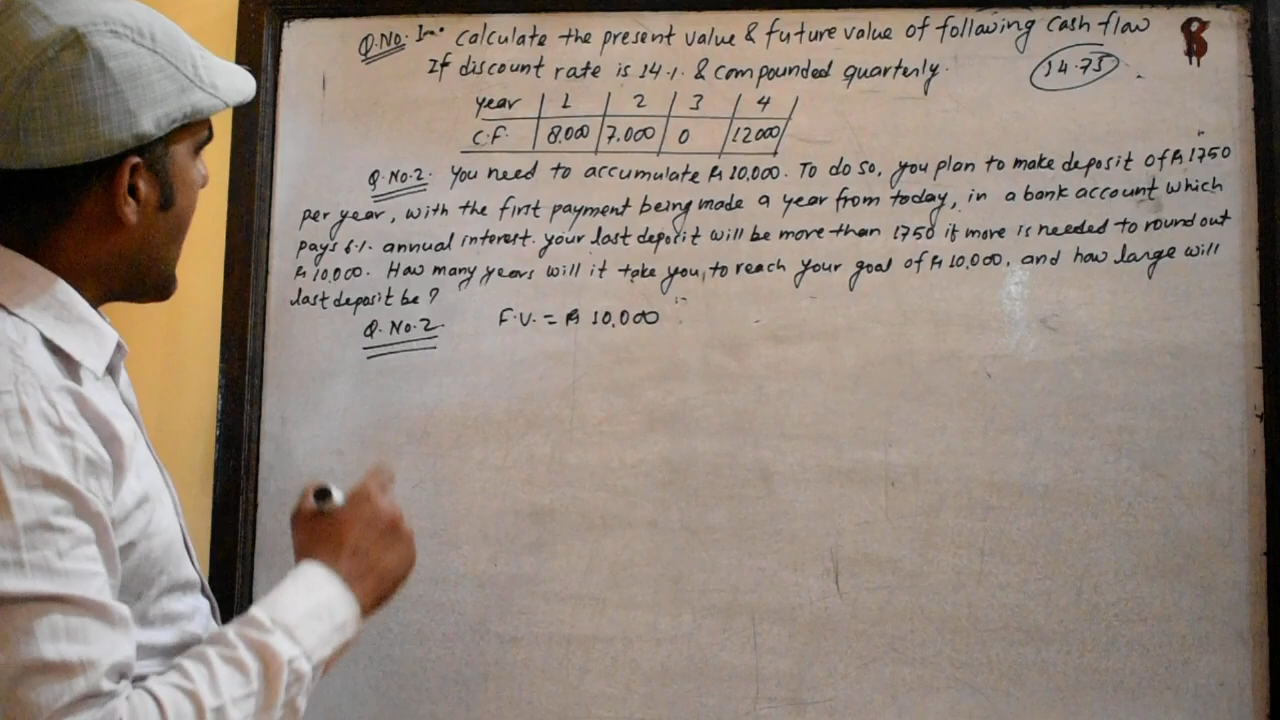 Q.No. 1:- Calculate the present value & future value of following Cash flow
If discount rate is 14.1. & compounded quarterly.
14.75
year 1 2 3 4
C.F. 8.000 7.000 0 12000
Q.No.2. You need to accumulate Rs 10,000. To do so, you plan to make deposit of Rs 1750
per year, with the first payment being made a year from today, in a bank account which
pays 6.1. annual interest. your last deposit will be more than 1750 if more is needed to round out
Rs 10,000. How many years will it take you, to reach your goal of Rs 10,000, and how large will
last deposit be?
Q.No.2. F.V. = Rs 10,000